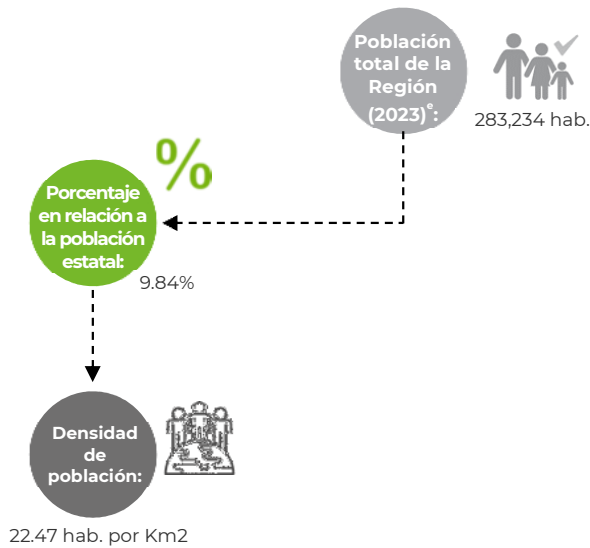 Población
total de la
Región
(2023)ᵉ:
283,234 hab.
%
Porcentaje
en relación a
la población
estatal:
9.84%
Densidad
de
población:
22.47 hab. por Km2